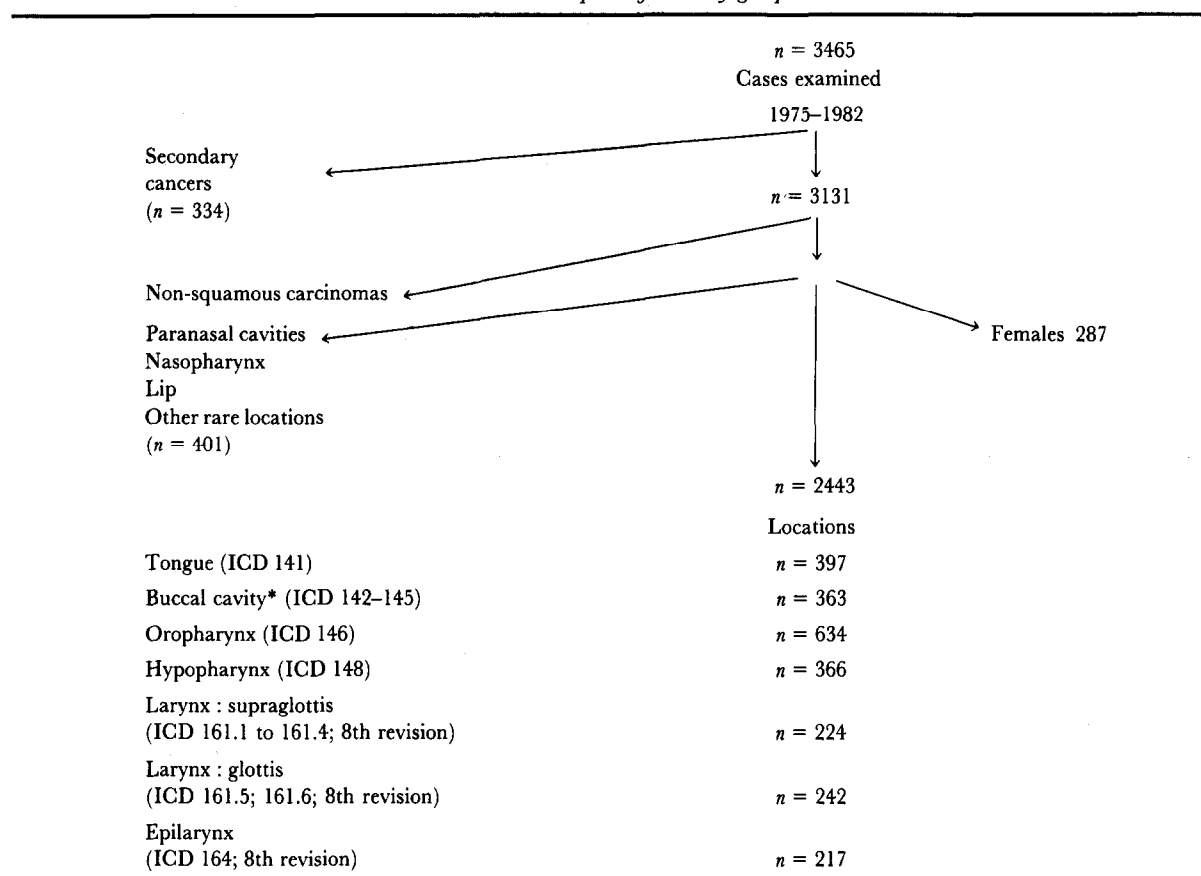 n = 3465
Cases examined
1975–1982
Secondary
cancers
(n = 334)
n = 3131
Non-squamous carcinomas
Paranasal cavities
Females 287
Nasopharynx
Lip
Other rare locations
(n = 401)
n = 2443
Locations
Tongue (ICD 141) n = 397
Buccal cavity* (ICD 142–145) n = 363
Oropharynx (ICD 146) n = 634
Hypopharynx (ICD 148) n = 366
Larynx : supraglottis
(ICD 161.1 to 161.4; 8th revision) n = 224
Larynx : glottis
(ICD 161.5; 161.6; 8th revision) n = 242
Epilarynx
(ICD 164; 8th revision) n = 217